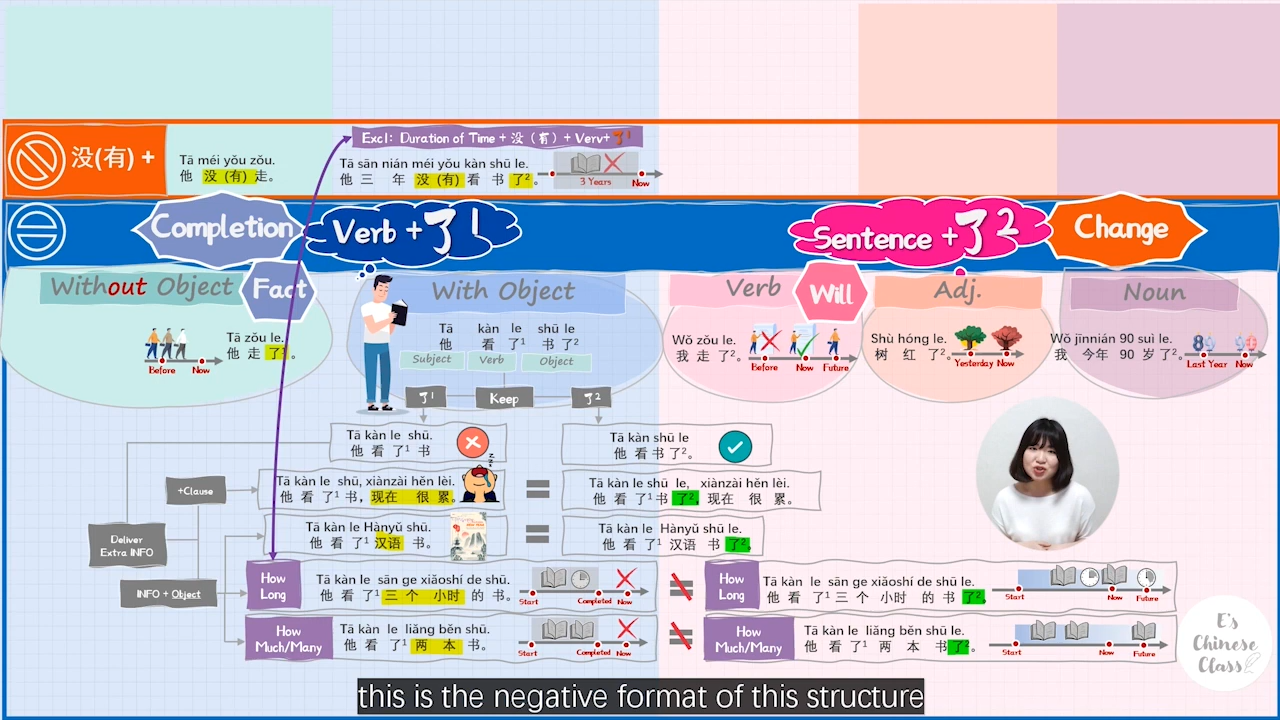 Exc1: Duration of Time + 没 (有) + Verv+ 了1
没(有) +
Tā méi yǒu zǒu.
他 没 (有) 走。
Tā sān nián méi yǒu kàn shū le.
他 三 年 没 (有) 看 书 了²。
3 Years
Now
Completion
Verb +了1
Sentence +了2
Change
Without Object
Fact
With Object
Verb
Will
Adj.
Noun
Tā zǒu le.
他 走 了¹。
Before
Now
Tā kàn le shū le
他 看 了¹ 书 了²
Subject
Verb
Object
了1
Keep
了2
Wǒ zǒu le.
我 走 了²。
Before
Now
Future
Shù hóng le.
树 红 了²。
Yesterday
Now
Wǒ jīnnián 90 suì le.
我 今年 90 岁 了²。
89
90
Last Year
Now
Tā kàn le shū.
他 看 了¹ 书
Tā kàn shū le
他 看 书 了²。
+Clause
Tā kàn le shū, xiànzài hěn lèi.
他 看 了¹ 书, 现在 很 累。
=
Tā kàn le shū le, xiànzài hěn lèi.
他 看 了¹ 书 了², 现在 很 累。
Deliver
Extra INFO
Tā kàn le Hànyǔ shū.
他 看 了¹ 汉语 书。
=
Tā kàn le Hànyǔ shū le.
他 看 了¹ 汉语 书 了²。
INFO + Object
How
Long
Tā kàn le sān ge xiǎoshí de shū.
他 看 了¹ 三 个 小时 的 书。
Start
Completed
Now
How
Long
Tā kàn le sān ge xiǎoshí de shū le.
他 看 了¹ 三 个 小时 的 书 了²。
Start
Now
Future
How
Much/Many
Tā kàn le liǎng běn shū.
他 看 了¹ 两 本 书。
Start
Completed
Now
How
Much/Many
Tā kàn le liǎng běn shū le.
他 看 了¹ 两 本 书 了²。
Start
Now
Future
E's
Chinese
Class
this is the negative format of this structure